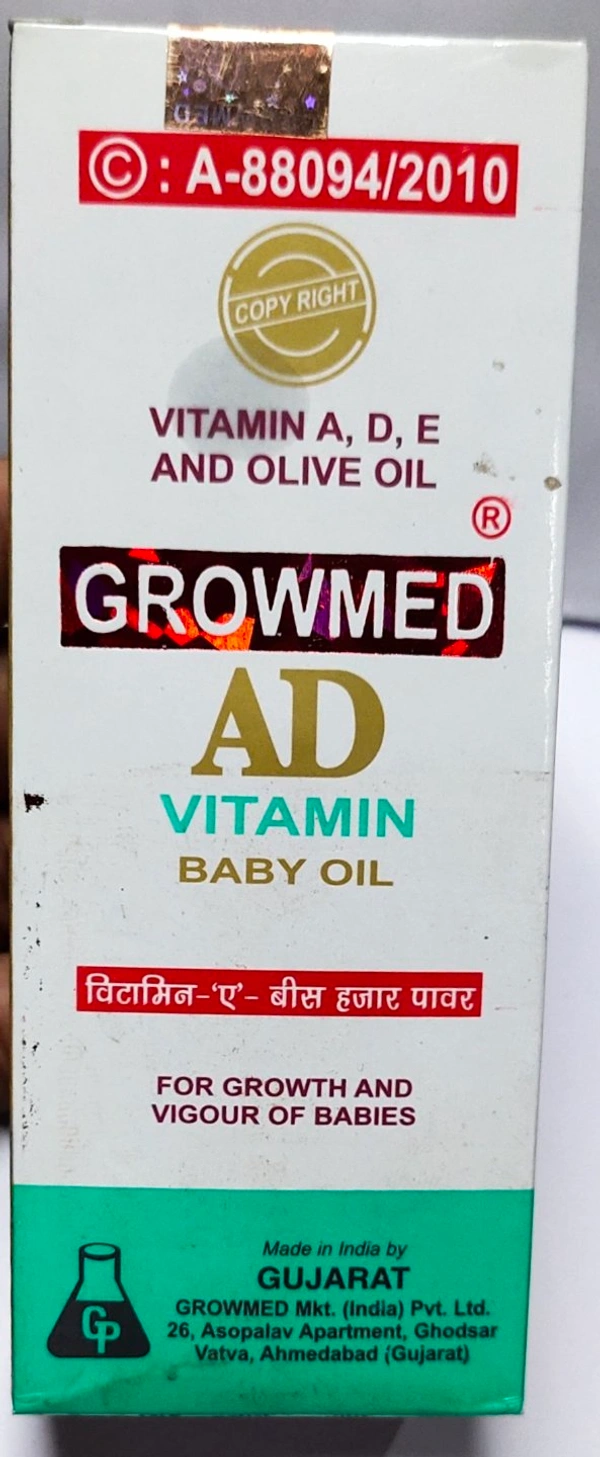 © : A-88094/2010
COPY RIGHT
VITAMIN A, D, E
AND OLIVE OIL
®
GROWMED
AD
VITAMIN
BABY OIL
विटामिन-‘ए’- बीस हजार पावर
FOR GROWTH AND
VIGOUR OF BABIES
Made in India by
GUJARAT
GROWMED Mkt. (India) Pvt. Ltd.
26, Asopalav Apartment, Ghodsar
Vatva, Ahmedabad (Gujarat)
GP